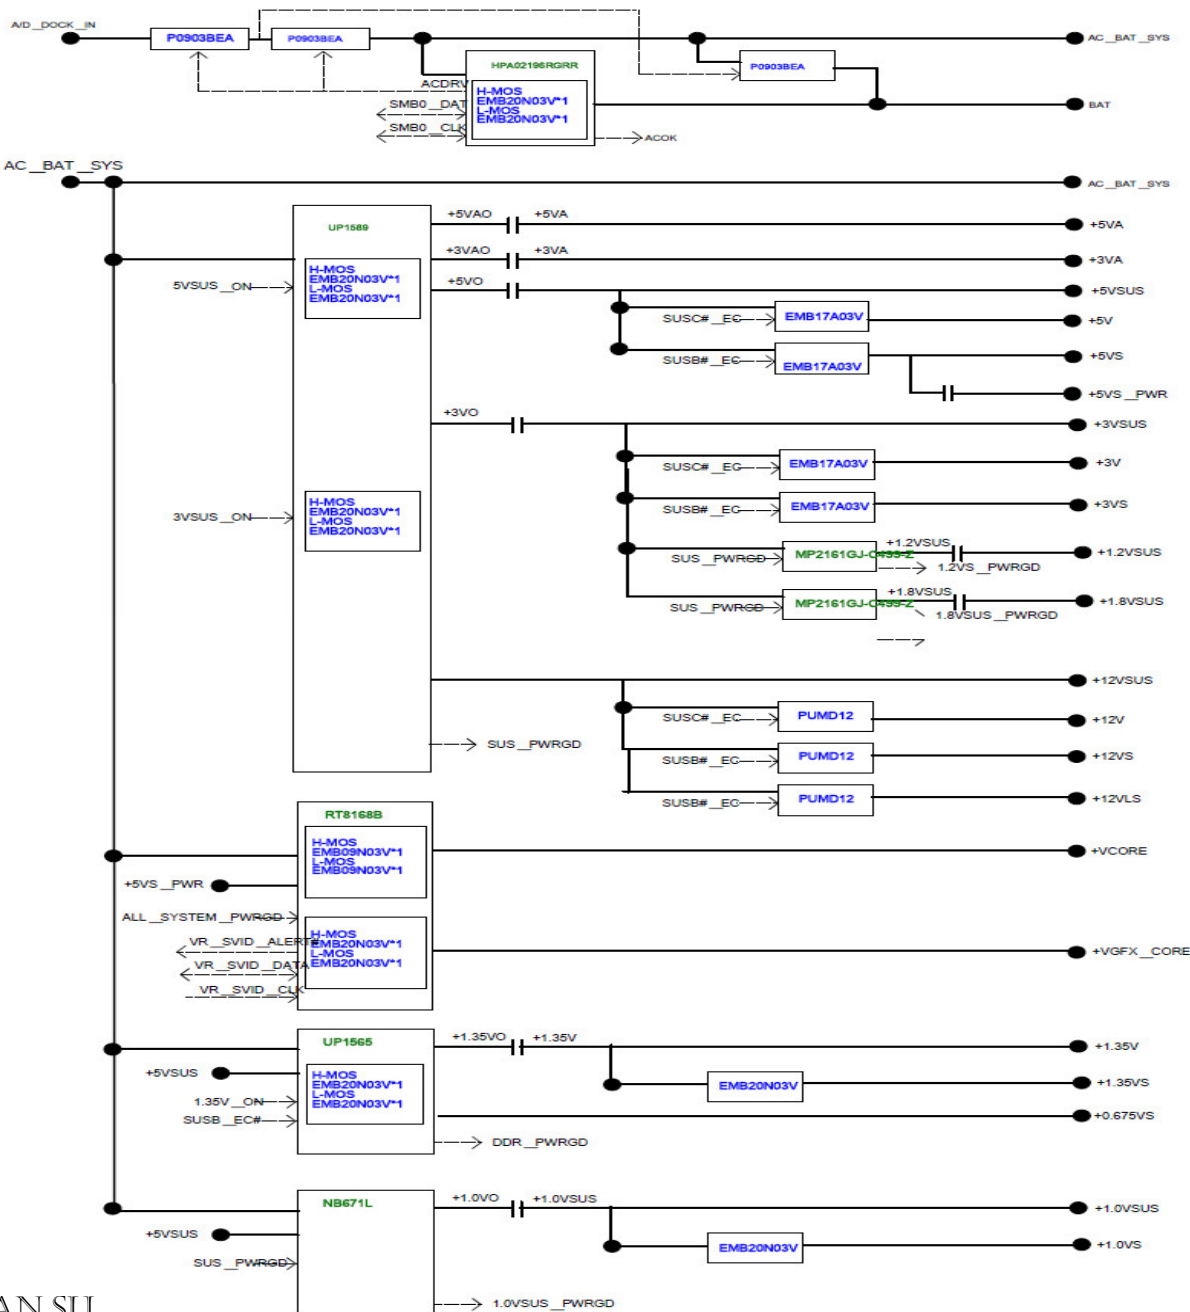 A/D_DOCK_IN
P0903BEA
P0903BEA
AC_BAT_SYS
HPA02196RGRR
P0903BEA
ACDRV
H-MOS
EMB20N03V*1
L-MOS
EMB20N03V*1
SMB0_DAT
SMB0_CLK
BAT
ACOK
AC_BAT_SYS
AC_BAT_SYS
UP1589
+5VAO
+5VA
+5VA
+3VAO
+3VA
+3VA
H-MOS
EMB20N03V*1
L-MOS
EMB20N03V*1
5VSUS_ON
+5VO
+5VSUS
SUSC#_EC
EMB17A03V
+5V
SUSB#_EC
EMB17A03V
+5VS
+5VS_PWR
+3VO
+3VSUS
SUSC#_EC
EMB17A03V
+3V
H-MOS
EMB20N03V*1
L-MOS
EMB20N03V*1
3VSUS_ON
SUSB#_EC
EMB17A03V
+3VS
SUS_PWRGD
MP2161GJ-C499-Z
+1.2VSUS
+1.2VSUS
1.2VS_PWRGD
SUS_PWRGD
MP2161GJ-C499-Z
+1.8VSUS
+1.8VSUS
1.8VSUS_PWRGD
+12VSUS
SUSC#_EC
PUMD12
+12V
SUS_PWRGD
SUSB#_EC
PUMD12
+12VS
SUSB#_EC
PUMD12
+12VLS
RT8168B
H-MOS
EMB09N03V*1
L-MOS
EMB09N03V*1
+VCORE
+5VS_PWR
ALL_SYSTEM_PWRGD
VR_SVID_ALERT#
VR_SVID_DATA
VR_SVID_CLK
H-MOS
EMB20N03V*1
L-MOS
EMB20N03V*1
+VGFX_CORE
UP1565
+1.35VO
+1.35V
+1.35V
+5VSUS
H-MOS
EMB20N03V*1
L-MOS
EMB20N03V*1
1.35V_ON
SUSB_EC#
EMB20N03V
+1.35VS
+0.675VS
DDR_PWRGD
NB671L
+1.0VO
+1.0VSUS
+1.0VSUS
+5VSUS
SUS_PWRGD
EMB20N03V
+1.0VS
1.0VSUS_PWRGD